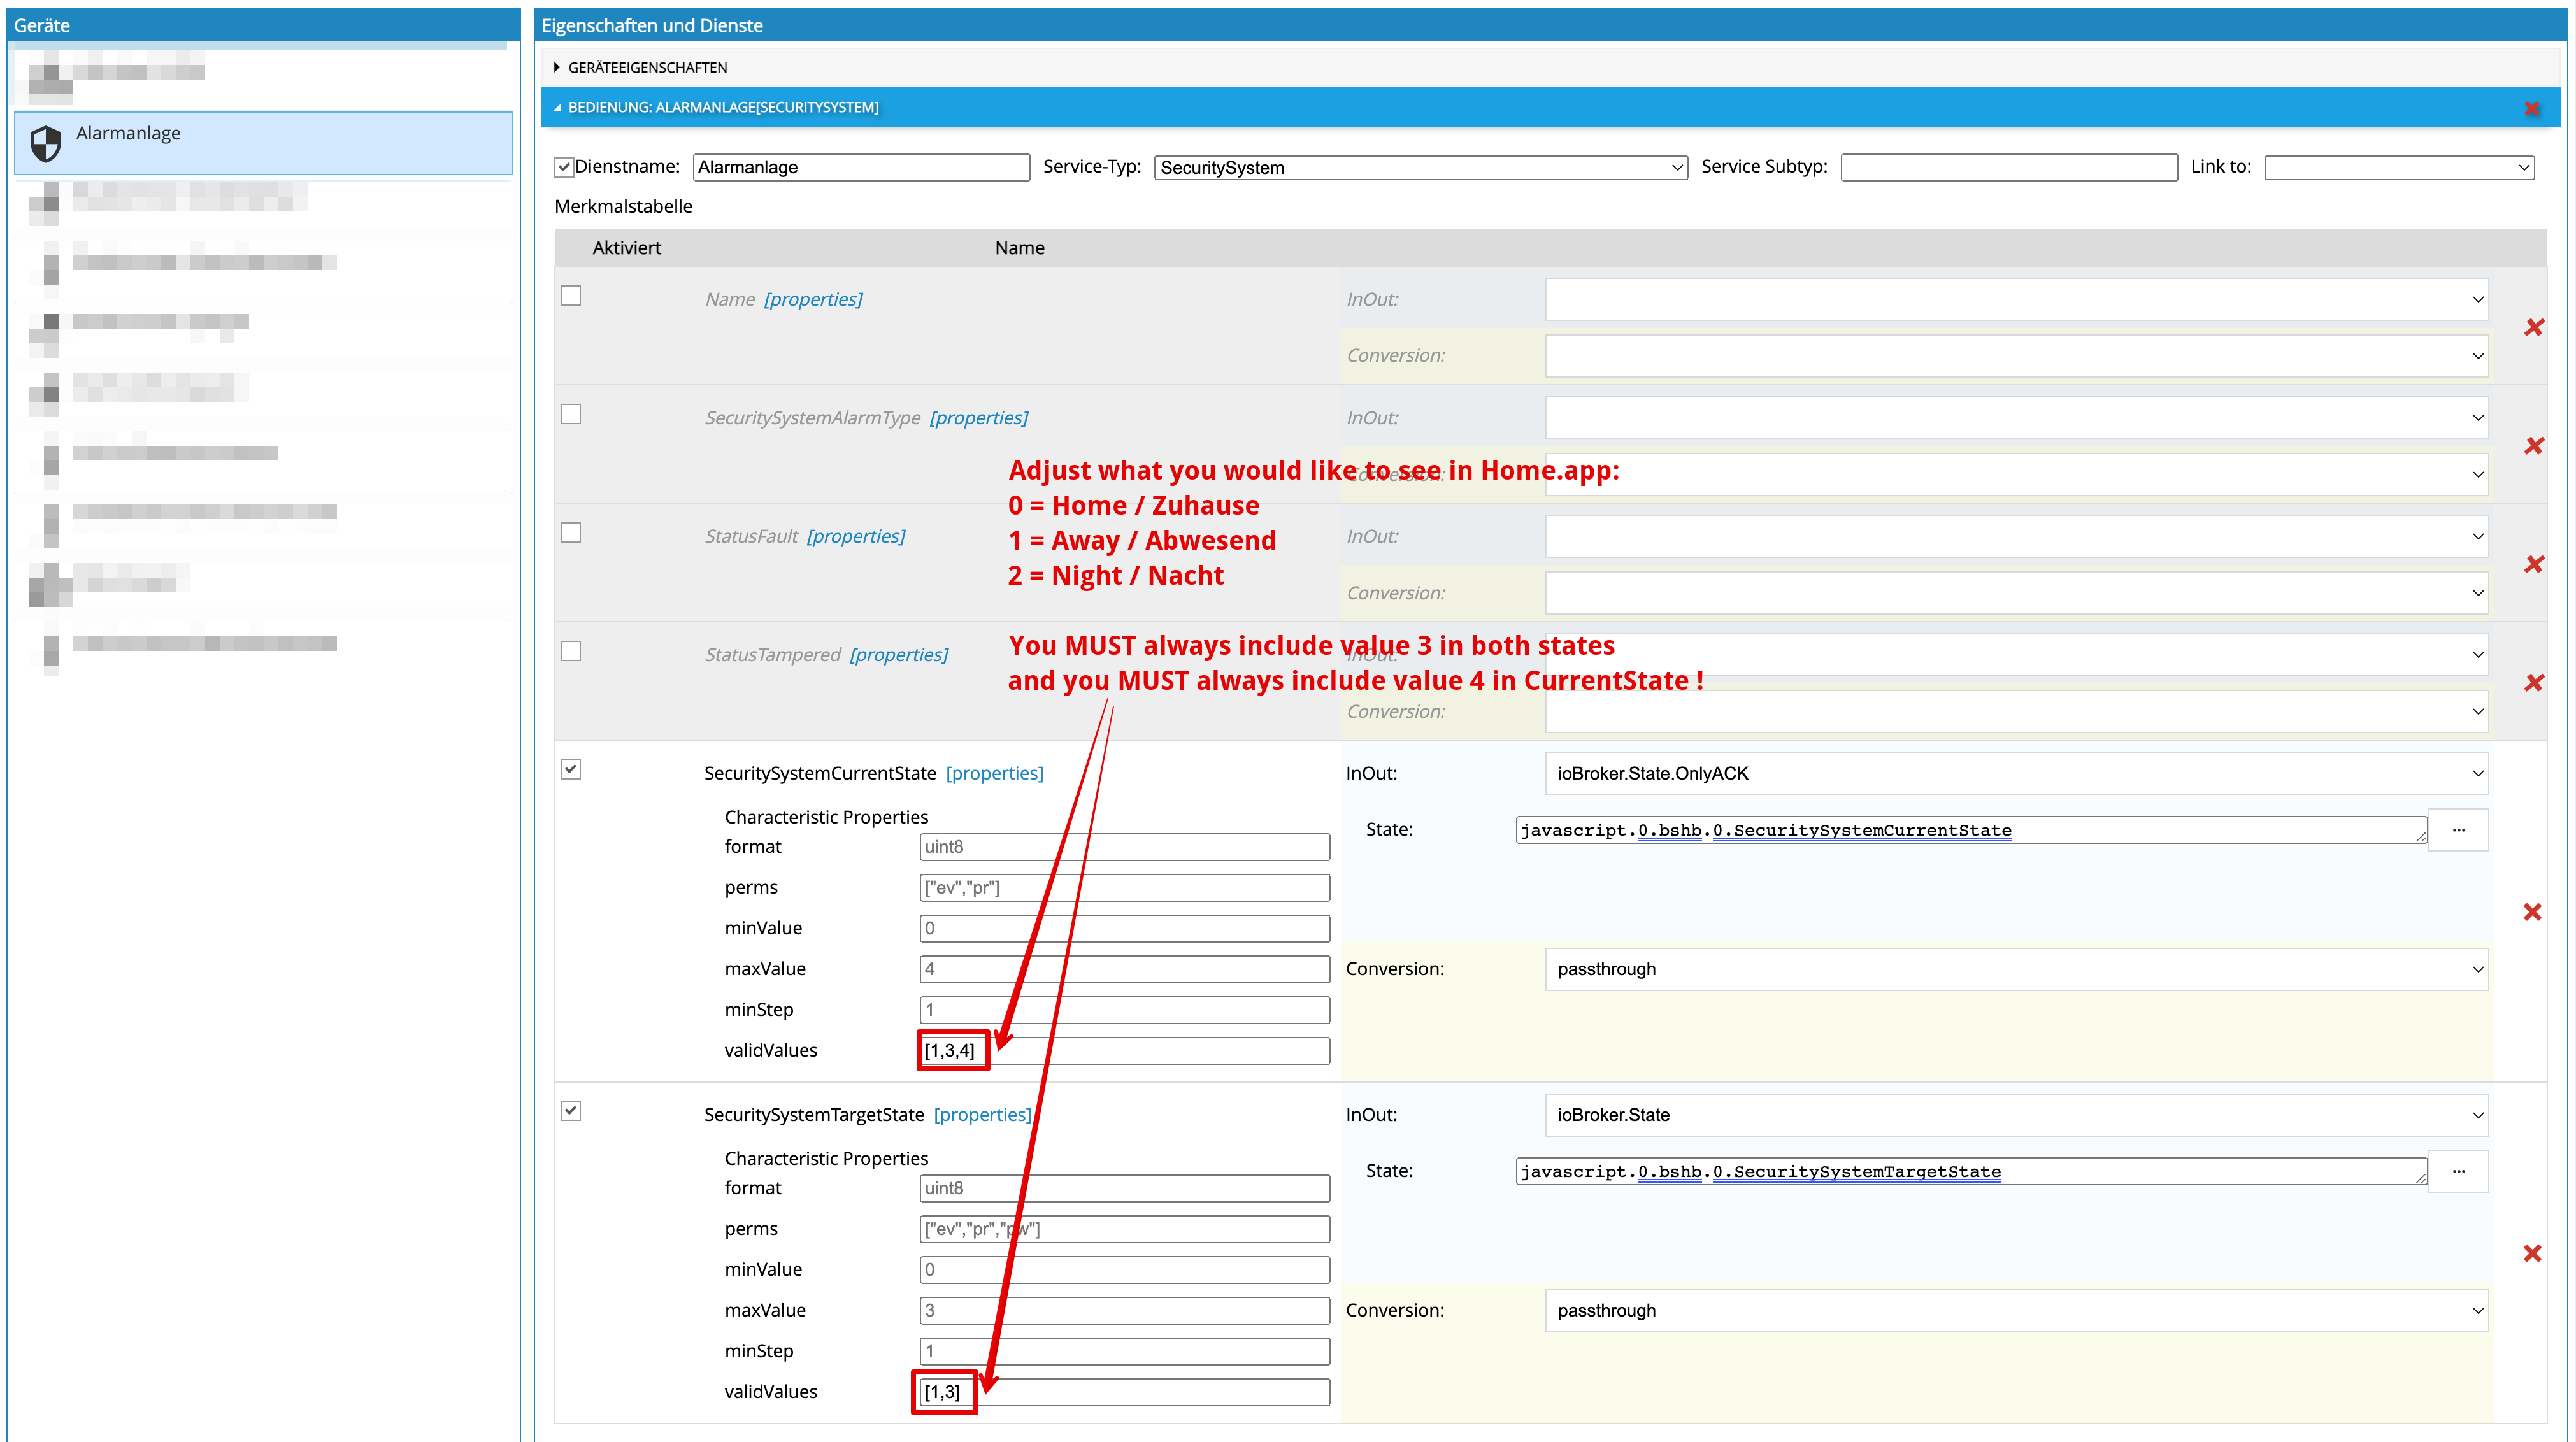 Geräte
Alarmanlage
Eigenschaften und Dienste
GERÄTEEIGENSCHAFTEN
BEDIENUNG: ALARMANLAGE[SECURITYSYSTEM]
Dienstname: Alarmanlage Service-Typ: SecuritySystem Service Subtyp: Link to:
Merkmalstabelle
Aktiviert Name
Name [properties] InOut:
Conversion:
SecuritySystemAlarmType [properties] InOut:
Conversion:
Adjust what you would like to see in Home.app:
0 = Home / Zuhause
1 = Away / Abwesend
2 = Night / Nacht
StatusFault [properties] InOut:
Conversion:
StatusTampered [properties] InOut:
Conversion:
You MUST always include value 3 in both states
and you MUST always include value 4 in CurrentState !
SecuritySystemCurrentState [properties] InOut: ioBroker.State.OnlyACK
Characteristic Properties
State: javascript.0.bshb.0.SecuritySystemCurrentState ...
format uint8
perms ["ev","pr"]
minValue 0
maxValue 4
Conversion: passthrough
minStep 1
validValues [1,3,4]
SecuritySystemTargetState [properties] InOut: ioBroker.State
Characteristic Properties
State: javascript.0.bshb.0.SecuritySystemTargetState ...
format uint8
perms ["ev","pr","pw"]
minValue 0
maxValue 3
Conversion: passthrough
minStep 1
validValues [1,3]